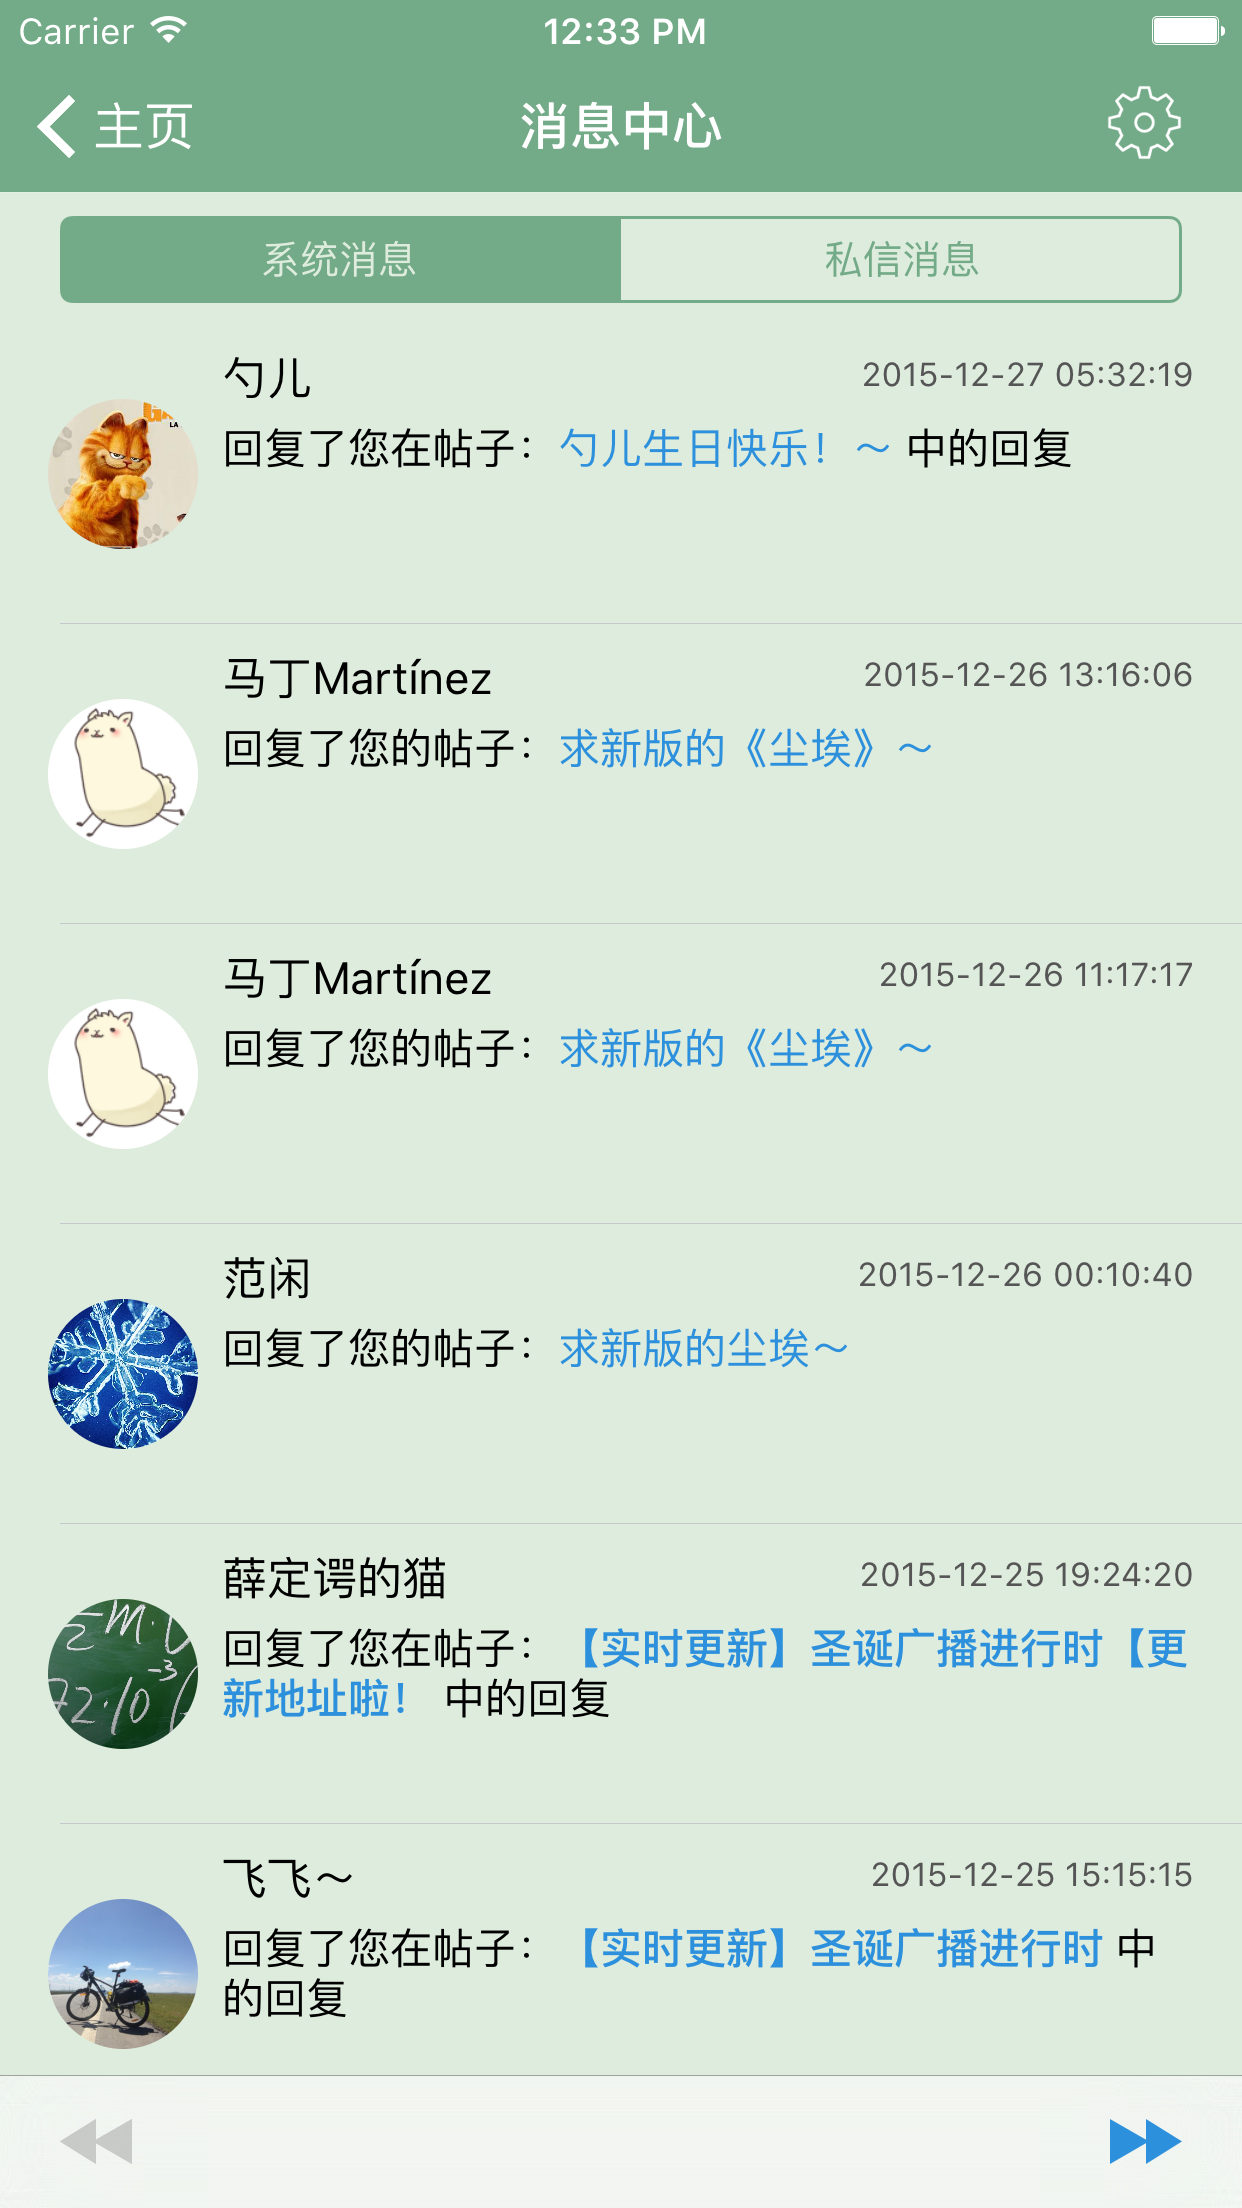 Carrier 12:33 PM
主页 消息中心
系统消息 私信消息
勺儿 2015-12-27 05:32:19
回复了您在帖子：勺儿生日快乐！～ 中的回复
马丁Martínez 2015-12-26 13:16:06
回复了您的帖子：求新版的《尘埃》～
马丁Martínez 2015-12-26 11:17:17
回复了您的帖子：求新版的《尘埃》～
范闲 2015-12-26 00:10:40
回复了您的帖子：求新版的尘埃～
薛定谔的猫 2015-12-25 19:24:20
回复了您在帖子：【实时更新】圣诞广播进行时【更
新地址啦！ 中的回复
飞飞～ 2015-12-25 15:15:15
回复了您在帖子：【实时更新】圣诞广播进行时 中
的回复